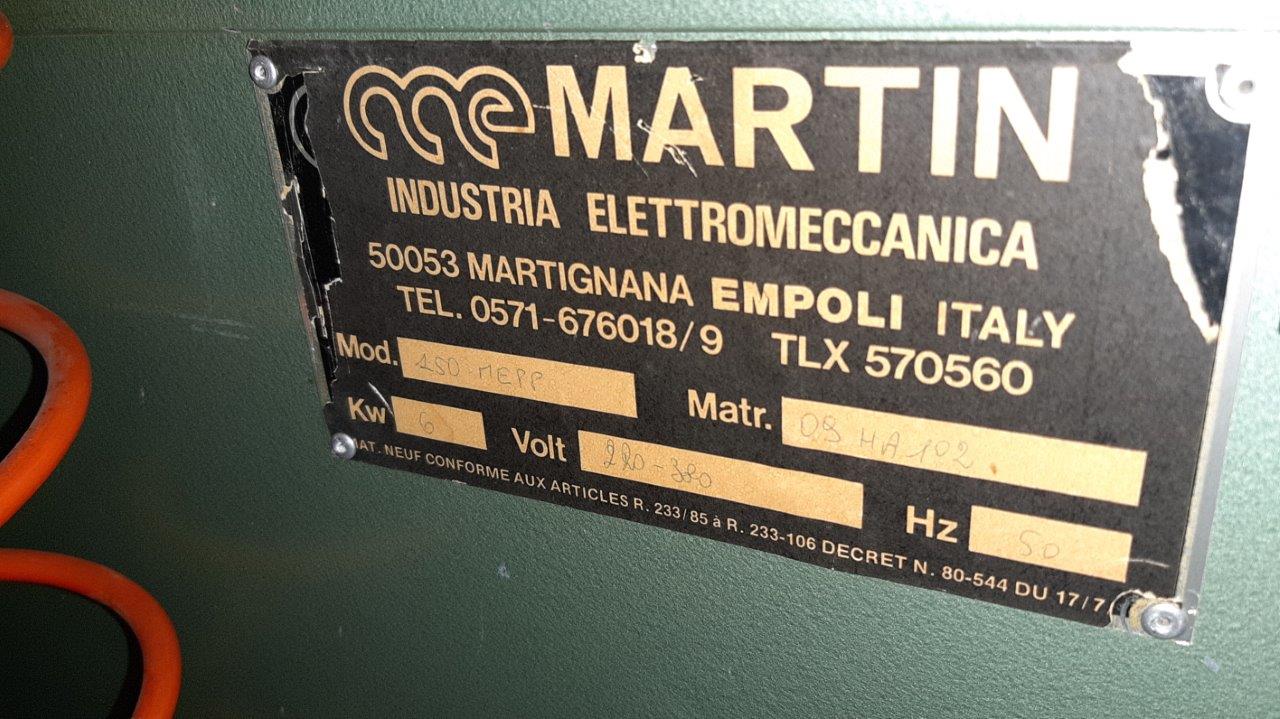 MARTIN
INDUSTRIA ELETTROMECCANICA
50053 MARTIGNANA EMPOLI ITALY
TEL. 0571-676018/9 TLX 570560
Mod. 150 MEPP Matr. 09 HA 102
Kw 6 Volt 220-380 Hz 50
MAT. NEUF CONFORME AUX ARTICLES R. 233/85 à R. 233-106 DECRET N. 80-544 DU 17/7